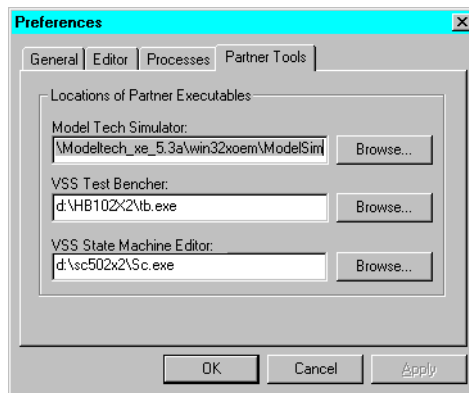 Preferences
General Editor Processes Partner Tools
Locations of Partner Executables
Model Tech Simulator:
\Modeltech_xe_5.3a\win32xoem\ModelSim Browse...
VSS Test Bencher:
d:\HB102X2\tb.exe Browse...
VSS State Machine Editor:
d:\sc502x2\Sc.exe Browse...
OK Cancel Apply